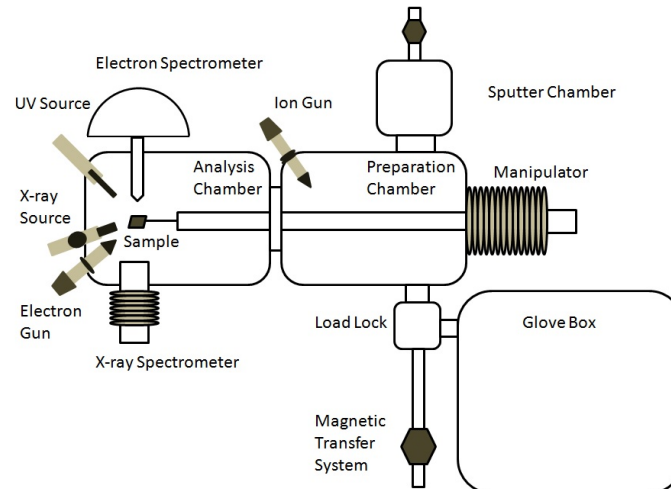 Electron Spectrometer
UV Source
Ion Gun
Sputter Chamber
Analysis
Chamber
Preparation
Chamber
Manipulator
X-ray
Source
Sample
Electron
Gun
X-ray Spectrometer
Load Lock
Glove Box
Magnetic
Transfer
System